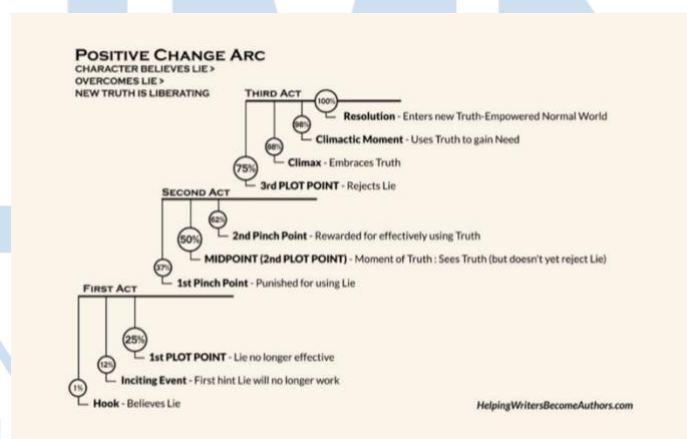 POSITIVE CHANGE ARC
CHARACTER BELIEVES LIE >
OVERCOMES LIE >
NEW TRUTH IS LIBERATING
THIRD ACT
100%
Resolution - Enters new Truth-Empowered Normal World
98%
Climactic Moment - Uses Truth to gain Need
88%
Climax - Embraces Truth
75%
3rd PLOT POINT - Rejects Lie
SECOND ACT
62%
2nd Pinch Point - Rewarded for effectively using Truth
50%
MIDPOINT (2nd PLOT POINT) - Moment of Truth: Sees Truth (but doesn't yet reject Lie)
37%
1st Pinch Point - Punished for using Lie
FIRST ACT
25%
1st PLOT POINT - Lie no longer effective
12%
Inciting Event - First hint Lie will no longer work
1%
Hook - Believes Lie
HelpingWritersBecomeAuthors.com